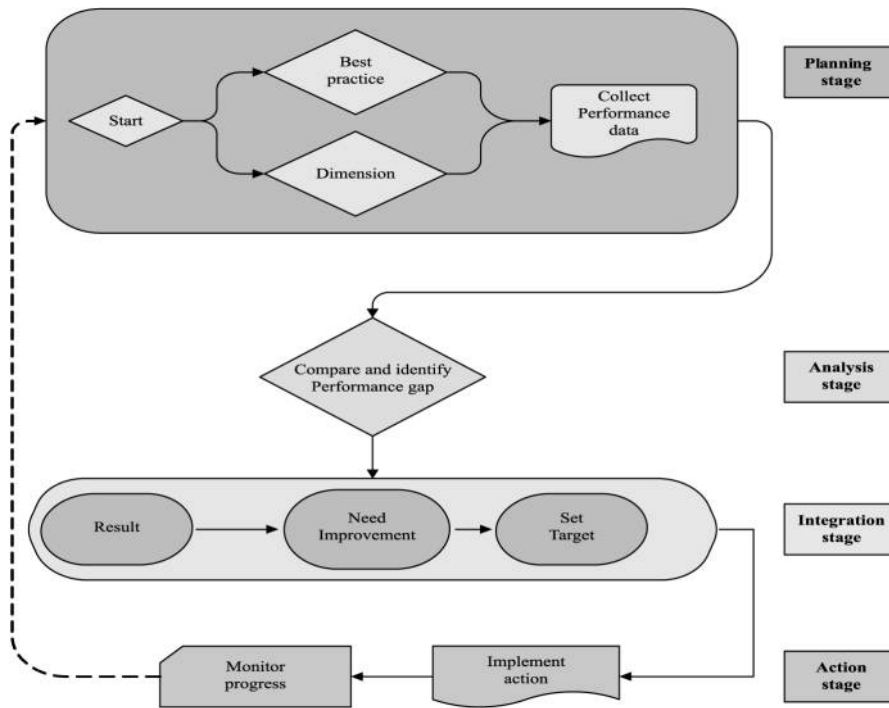 Best
practice
Start
Dimension
Collect
Performance
data
Planning
stage
Compare and identify
Performance gap
Analysis
stage
Result
Need
Improvement
Set
Target
Integration
stage
Monitor
progress
Implement
action
Action
stage